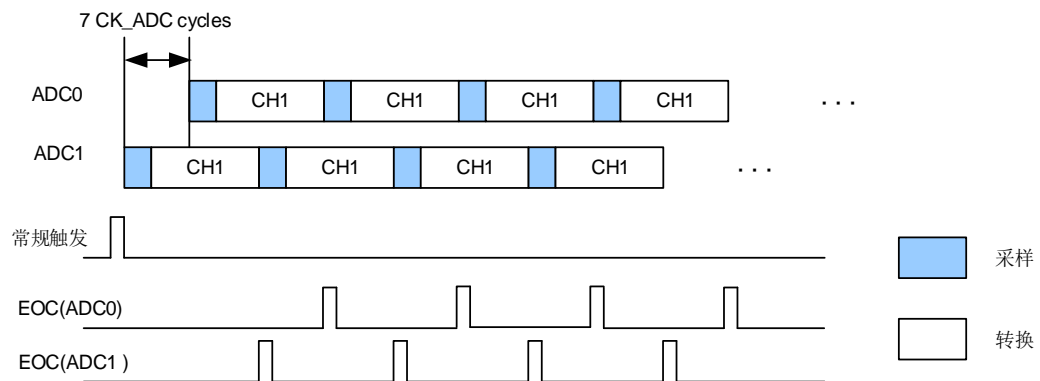 7 CK_ADC cycles
ADC0 CH1 CH1 CH1 CH1 . . .
ADC1 CH1 CH1 CH1 CH1 . . .
常规触发
采样
EOC(ADC0)
转换
EOC(ADC1 )